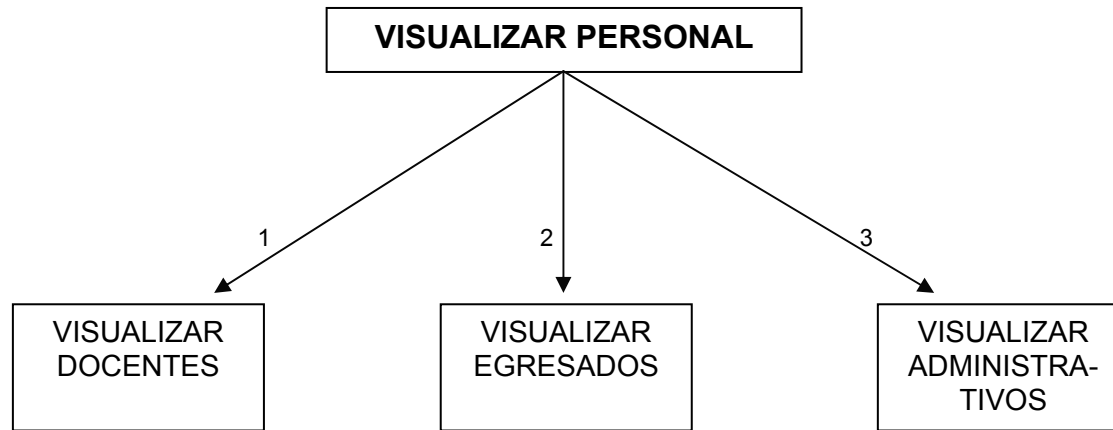 VISUALIZAR PERSONAL
1
2
3
VISUALIZAR
DOCENTES
VISUALIZAR
EGRESADOS
VISUALIZAR
ADMINISTRA-
TIVOS